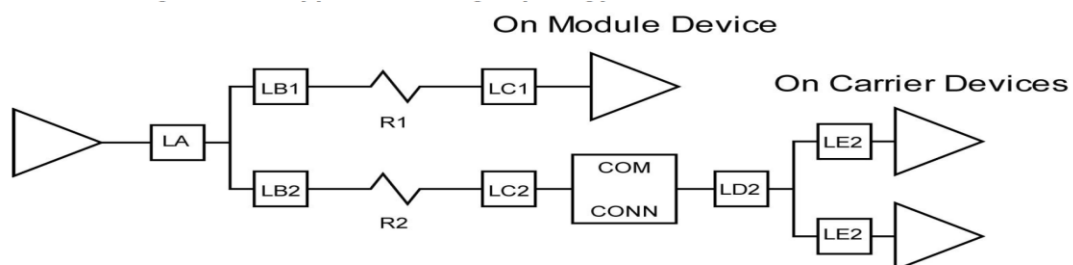 On Module Device
LB1
R1
LC1
On Carrier Devices
LA
LE2
LB2
R2
LC2
COM
CONN
LD2
LE2